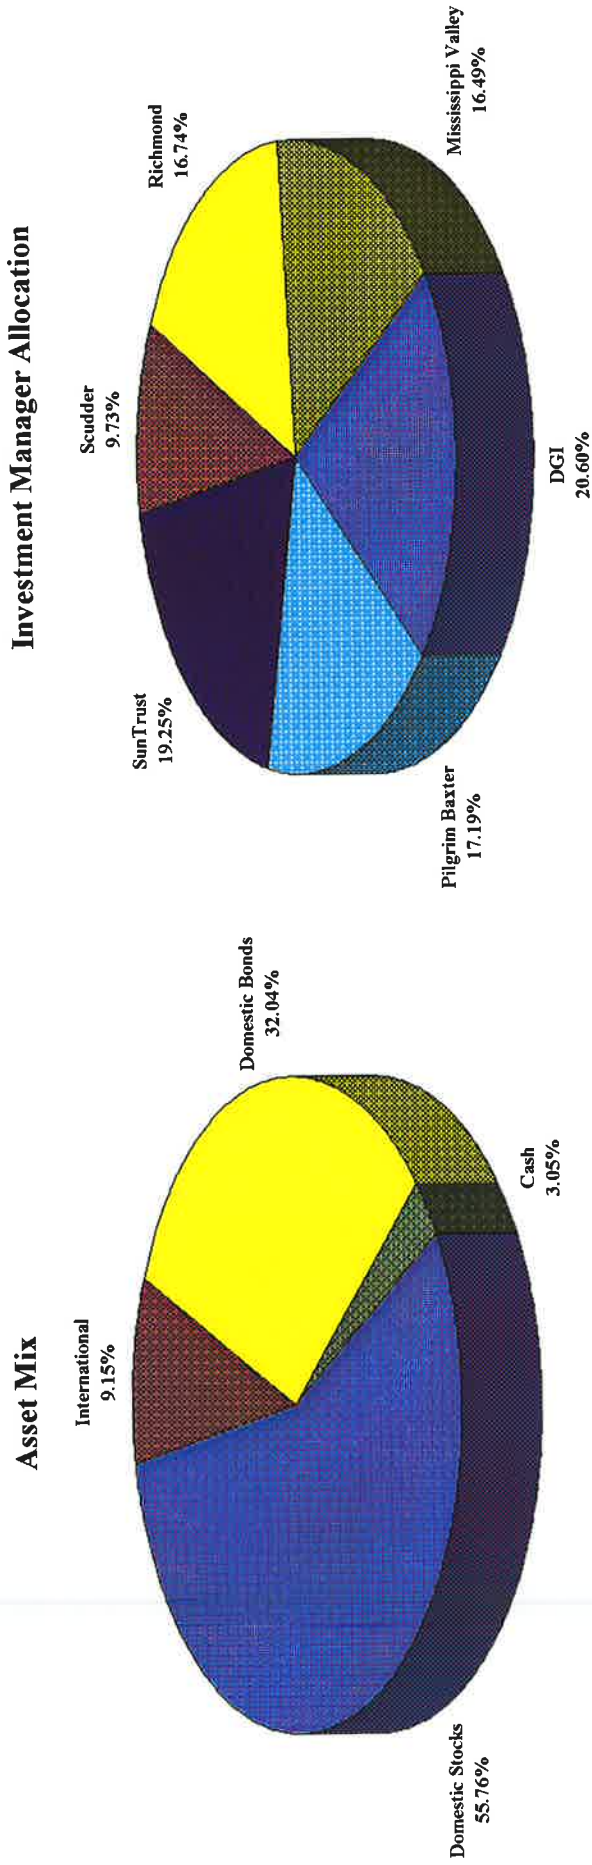 Asset Mix
International
9.15%
Domestic Bonds
32.04%
Cash
3.05%
Domestic Stocks
55.76%
Investment Manager Allocation
Scudder
9.73%
Richmond
16.74%
Mississippi Valley
16.49%
DGI
20.60%
Pilgrim Baxter
17.19%
SunTrust
19.25%